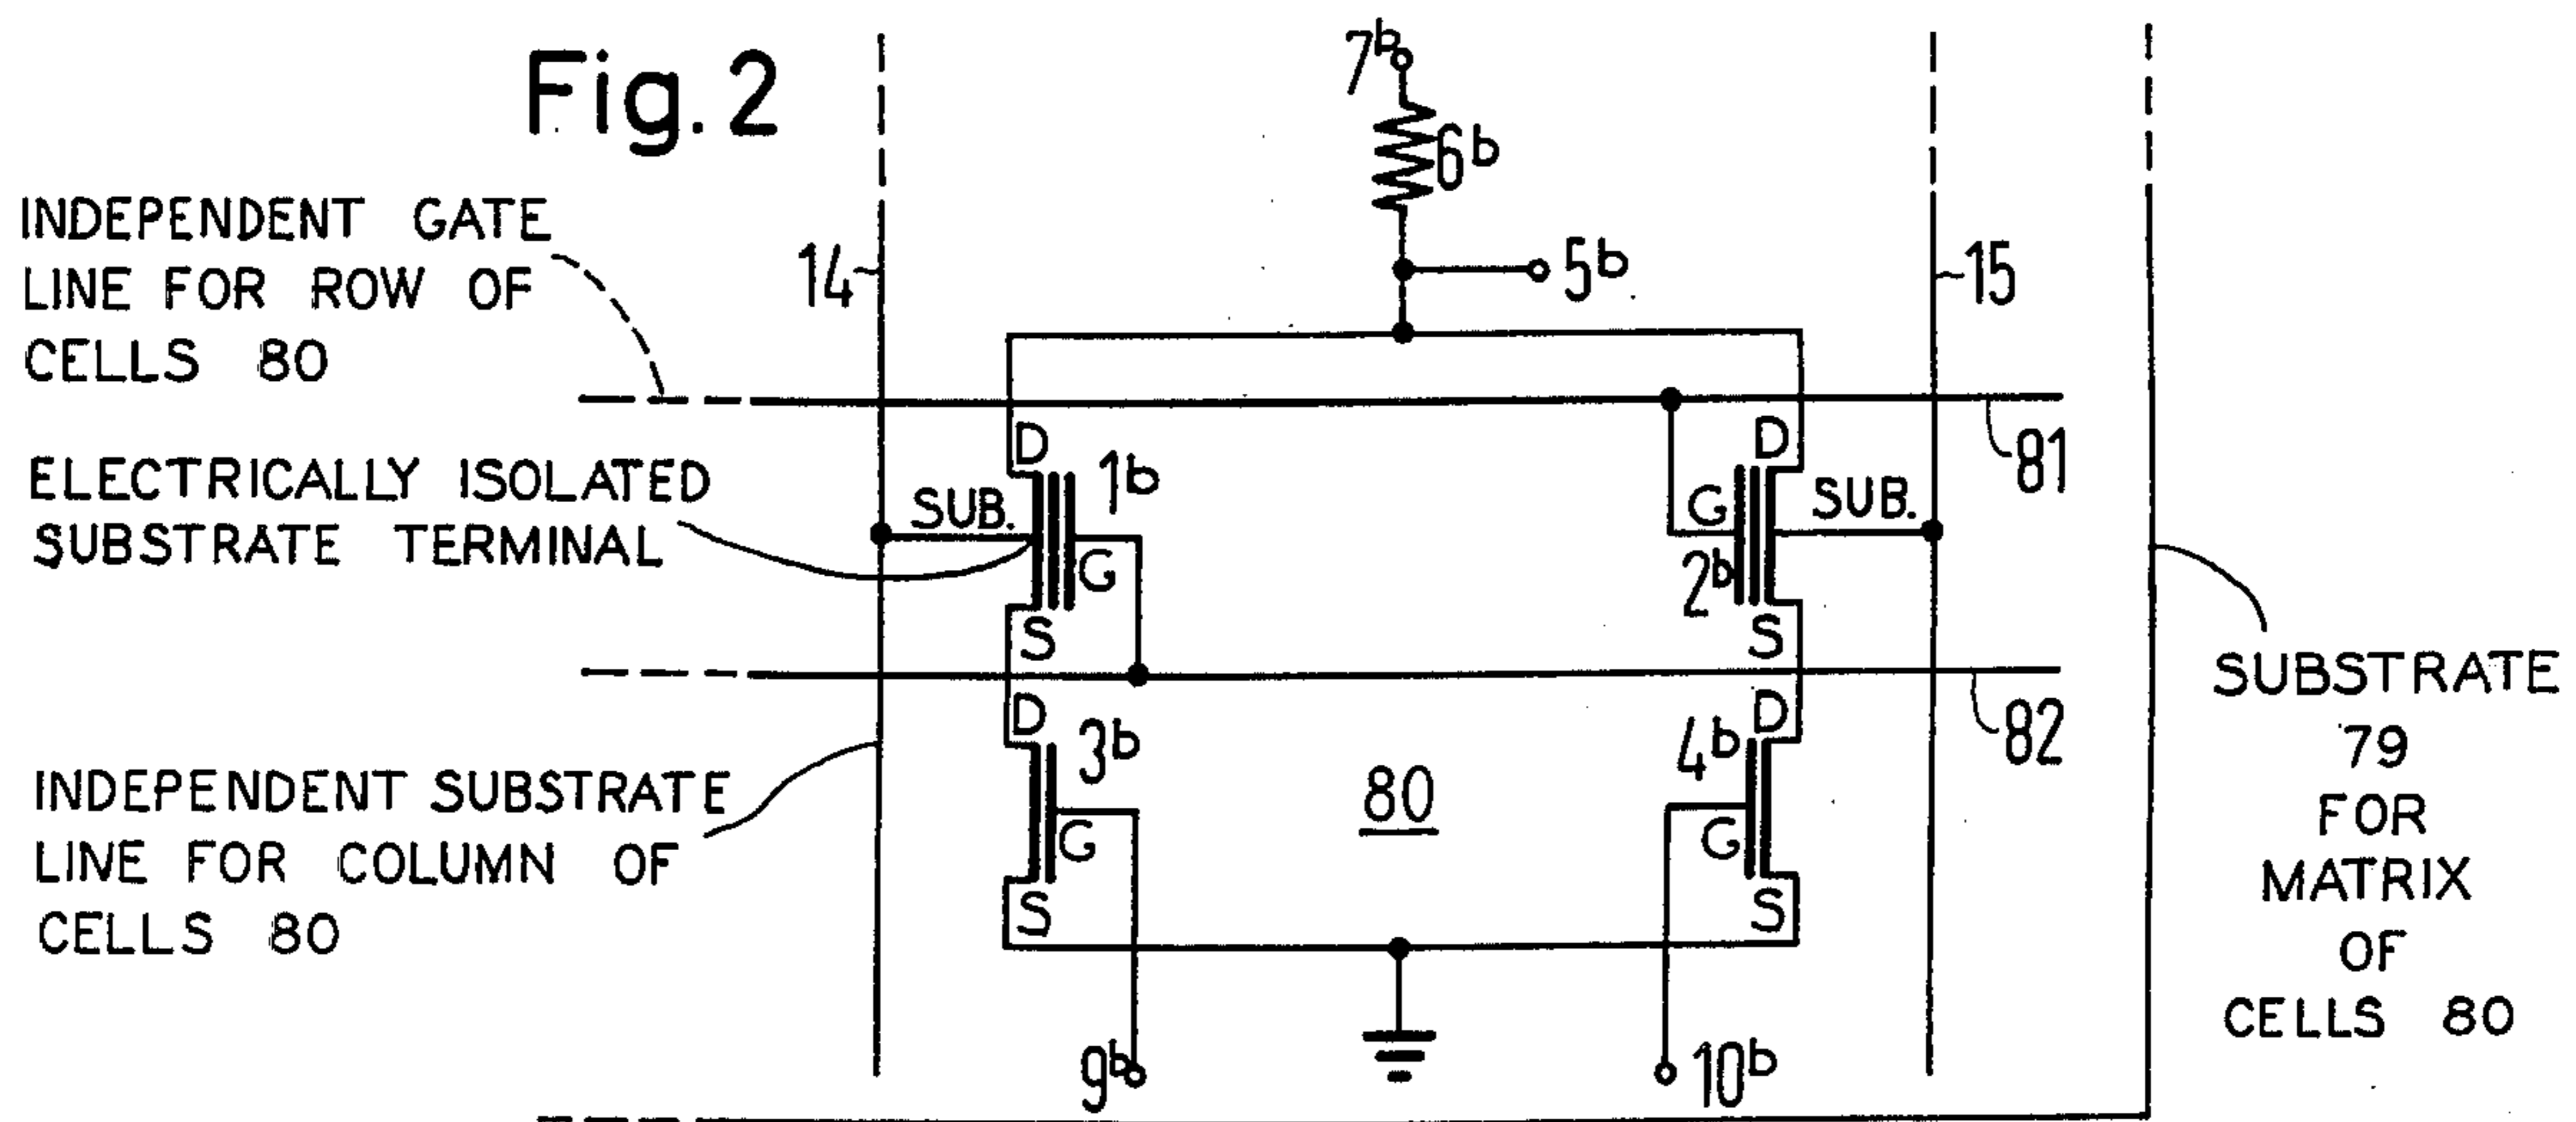 Fig. 2
7b
6b
5b
14
15
INDEPENDENT GATE
LINE FOR ROW OF
CELLS 80
81
ELECTRICALLY ISOLATED
SUBSTRATE TERMINAL
D
1b
SUB.
G
S
D
G
SUB.
2b
S
82
D
3b
G
S
80
D
4b
G
S
INDEPENDENT SUBSTRATE
LINE FOR COLUMN OF
CELLS 80
SUBSTRATE
79
FOR
MATRIX
OF
CELLS 80
9b
10b